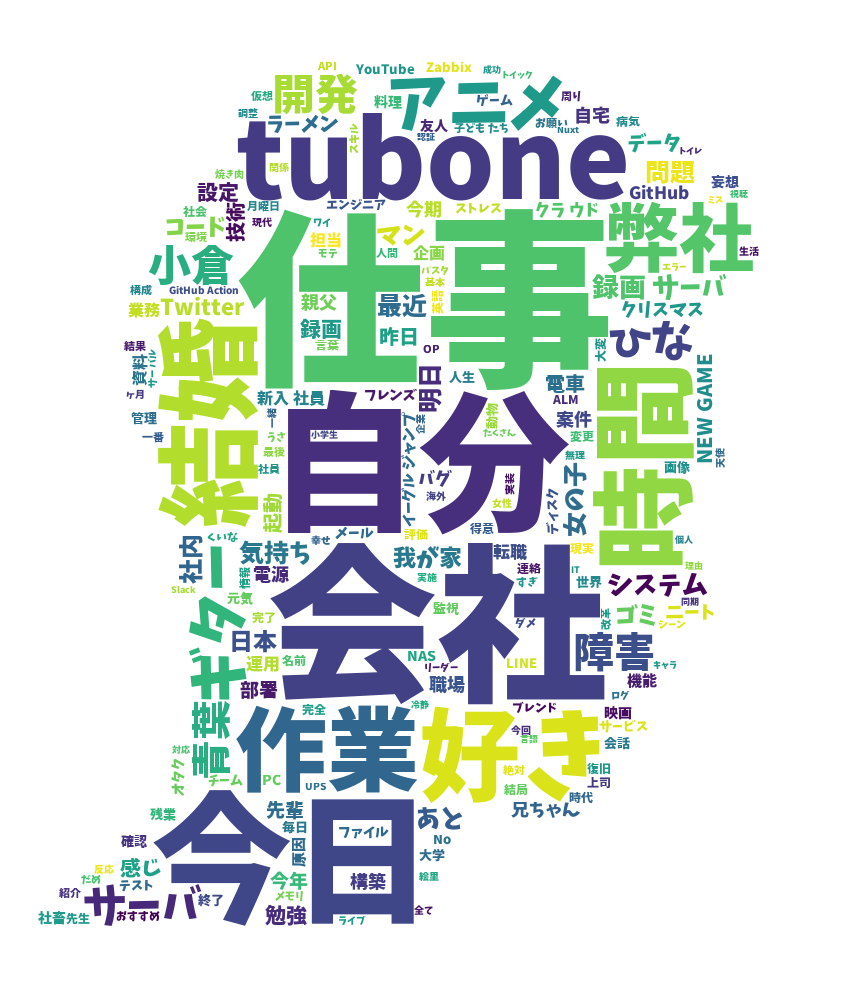 API
YouTube
Zabbix
成功
トイック
開発
アニメ
仮想
料理
ゲーム
周り
調整
ラーメン
スキル
友人
認証
子ども たち
お願い
Nuxt
自宅
病気
tubone
データ
トイレ
焼き肉
関係
問題
妄想
視聴
設定
月曜日
エンジニア
今期
ストレス
クラウド
GitHub
ミス
社会
コード
環境
技術
現代
ワイ
担当
モテ
マン
人間
企画
弊社
生活
小倉
仕事
パスタ
基本
エラー
構成
GitHub Action
親父
最近
録画 サーバ
業務
Twitter
録画
言葉
昨日
クリスマス
結果
資料
サーバル
結婚
OP
大変
ひな
ヶ月
明日
人生
電車
ALM
NEW GAME
管理
新入 社員
フレンズ
時間
一番
一緒
小学生
自分
イーグル ジャンプ
企業
動物
たくさん
案件
変更
うさ
最後
社員
バグ
海外
実装
女性
無理
女の子
画像
天使
起動
ディスク
得意
くいな
幸せ
メール
評価
社内
気持ち
我が家
転職
現実
個人
Slack
電源
情報
実施
連絡
すぎ
IT
世界
システム
理由
元気
同期
ギター
完了
会社
監視
ダメ
改革
ゴミ
ニート
シーン
日本
運用
名前
NAS
リーダー
LINE
障害
キャラ
部署
職場
機能
ログ
青葉
完全
冷静
ブレンド
映画
作業
好き
今回
言語
サービス
会話
対応
オタク
チーム
PC
UPS
絶対
結局
復旧
上司
時代
残業
今日
先輩
毎日
ファイル
あと
兄ちゃん
確認
原因
No
大学
反応
感じ
だめ
テスト
今年
構築
絵里
紹介
サーバ
終了
メモリ
社畜先生
おすすめ
勉強
ライブ
全て